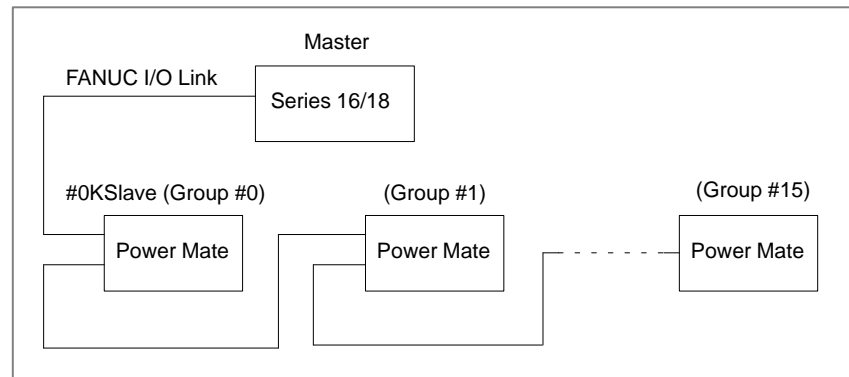 Master
FANUC I/O Link
Series 16/18
#0KSlave (Group #0)
(Group #1)
(Group #15)
Power Mate
Power Mate
Power Mate